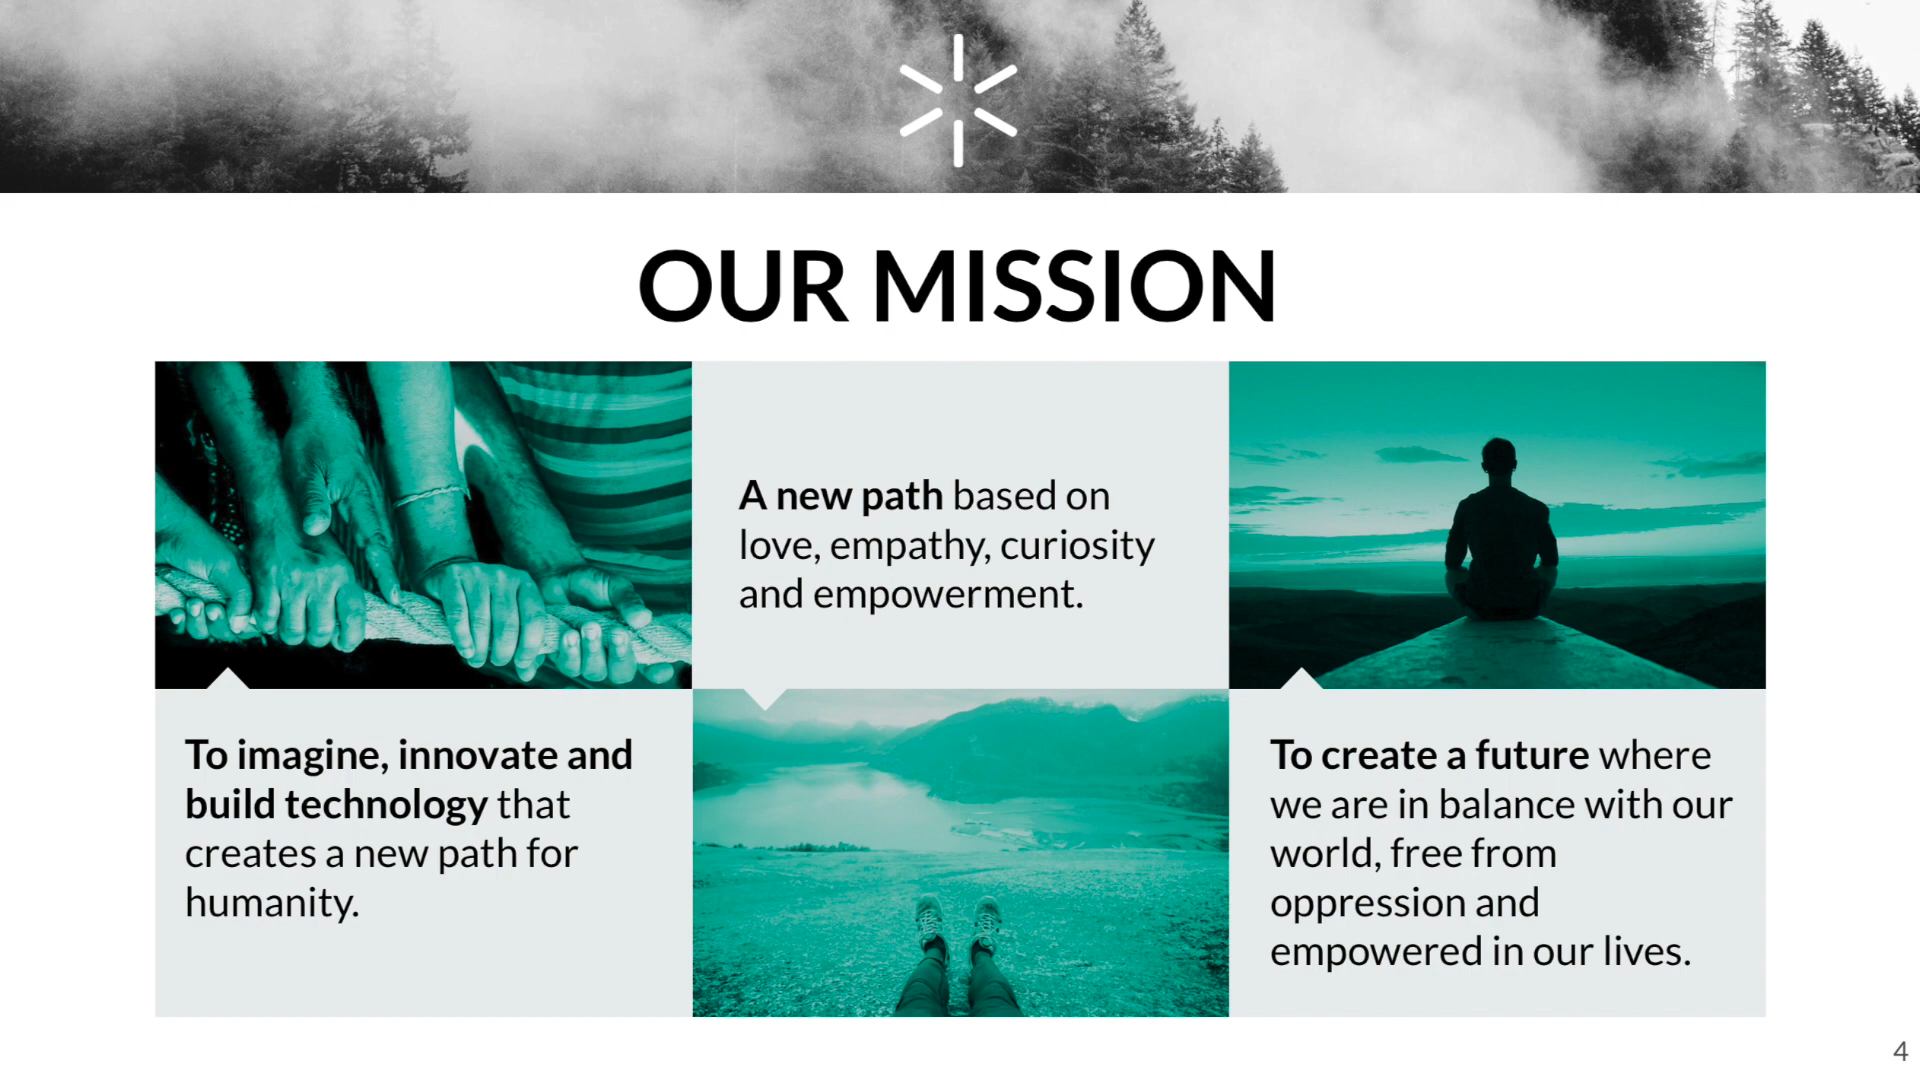 OUR MISSION
A new path based on
love, empathy, curiosity
and empowerment.
To imagine, innovate and
build technology that
creates a new path for
humanity.
To create a future where
we are in balance with our
world, free from
oppression and
empowered in our lives.
4